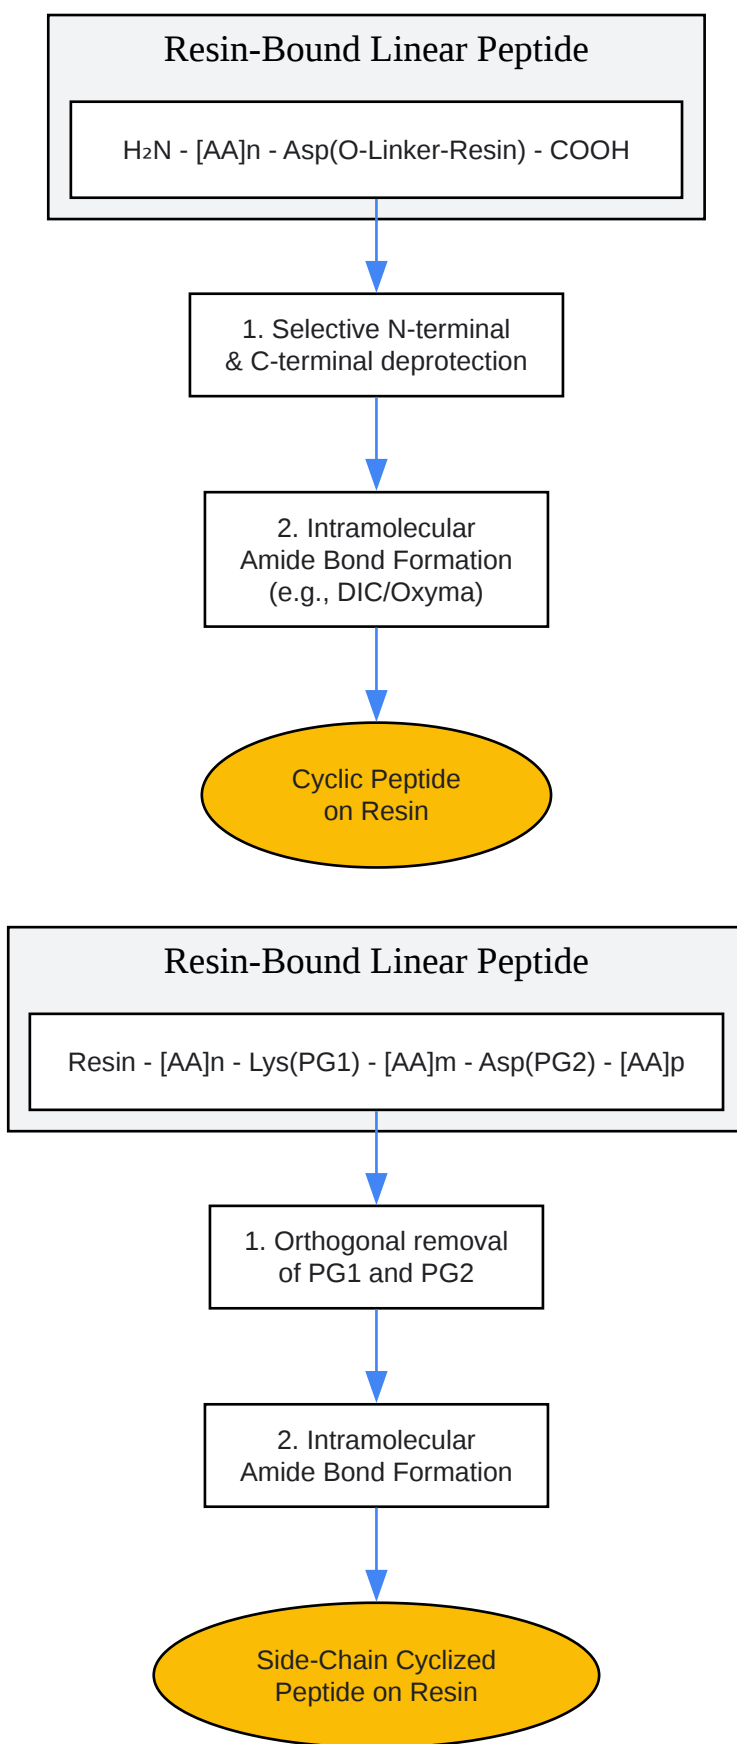 Resin-Bound Linear Peptide
H₂N - [AA]n - Asp(O-Linker-Resin) - COOH
1. Selective N-terminal
& C-terminal deprotection
2. Intramolecular
Amide Bond Formation
(e.g., DIC/Oxyma)
Cyclic Peptide
on Resin
Resin-Bound Linear Peptide
Resin - [AA]n - Lys(PG1) - [AA]m - Asp(PG2) - [AA]p
1. Orthogonal removal
of PG1 and PG2
2. Intramolecular
Amide Bond Formation
Side-Chain Cyclized
Peptide on Resin